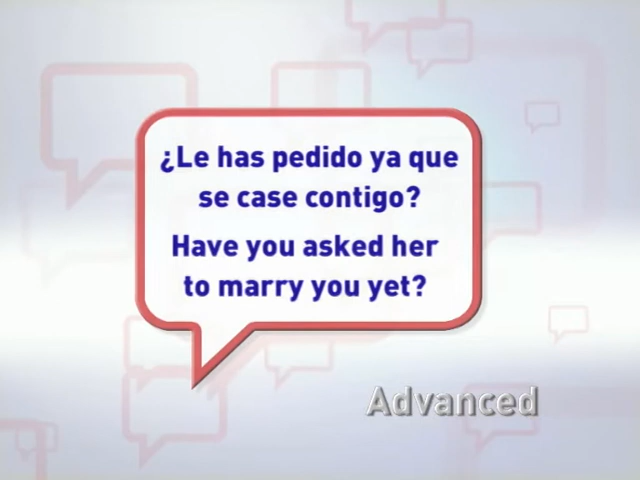 ¿Le has pedido ya que
se case contigo?
Have you asked her
to marry you yet?
Advanced